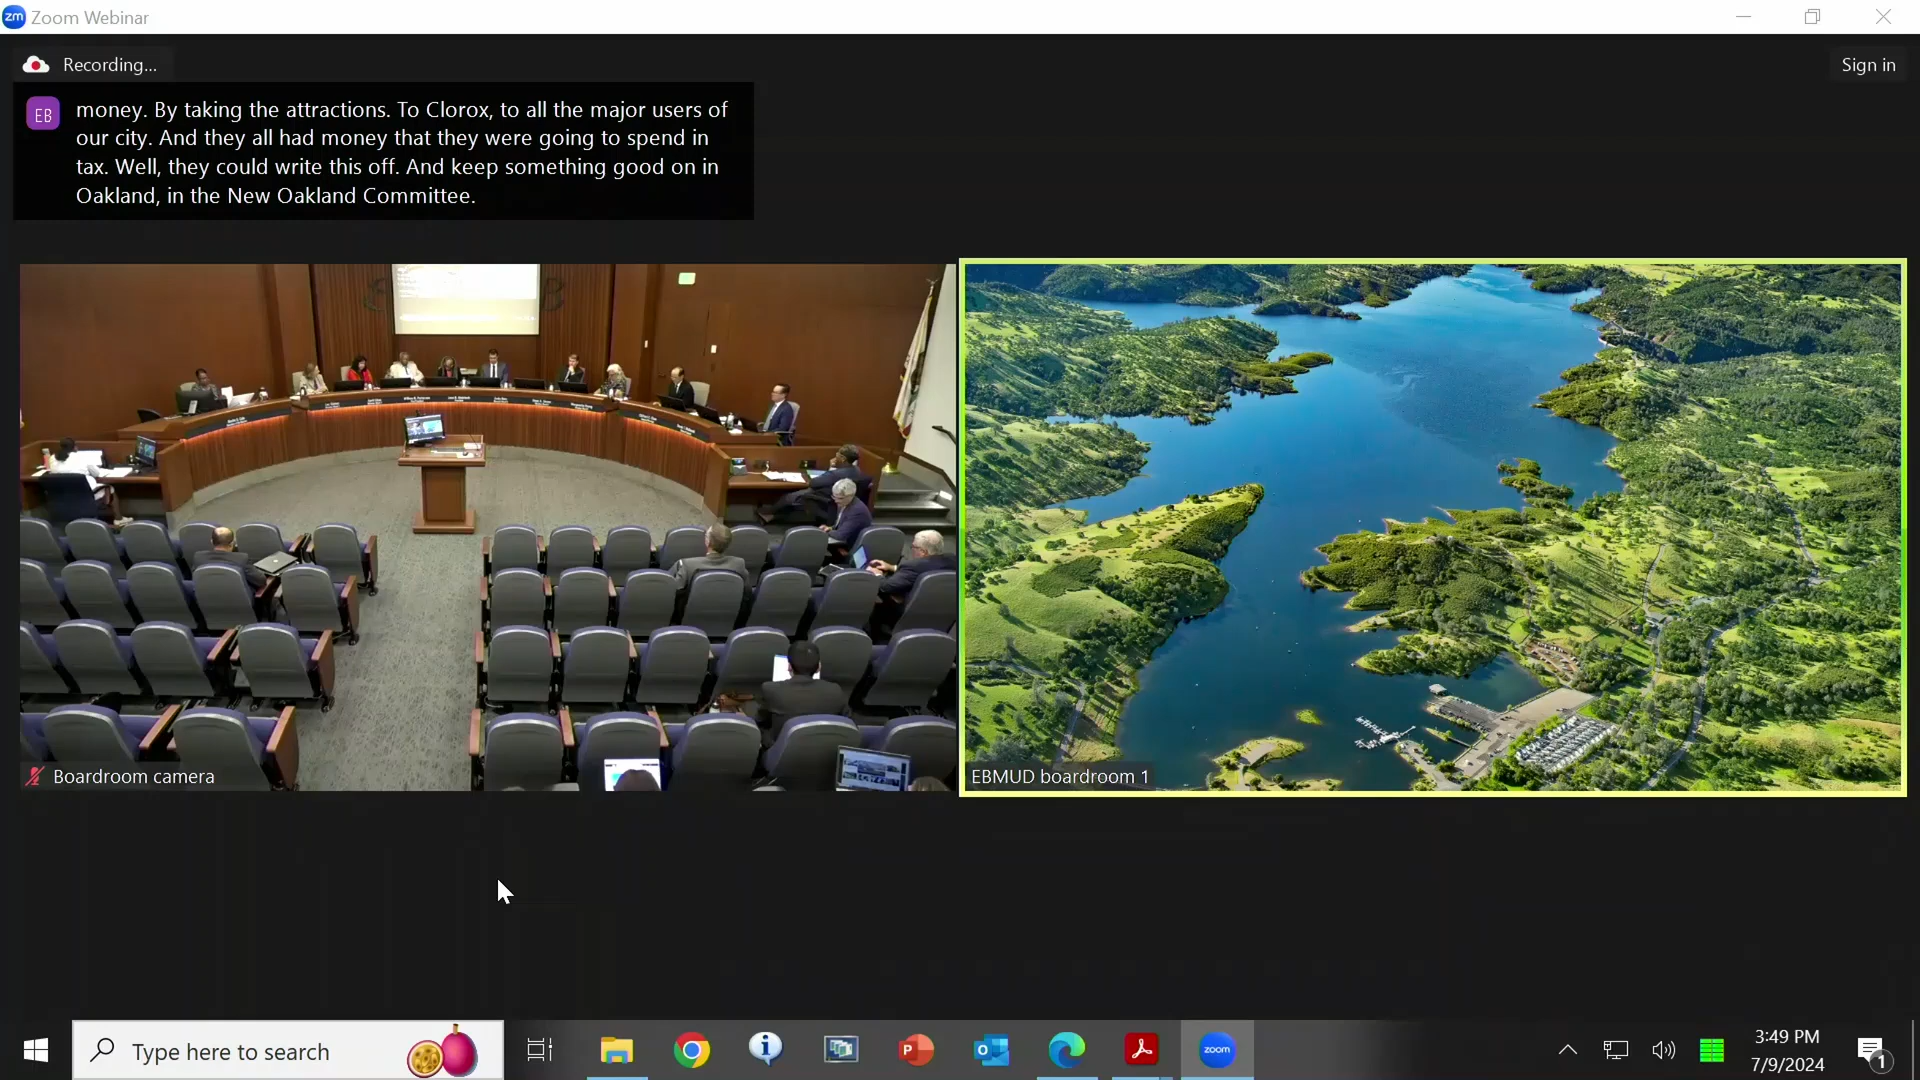 Zoom Webinar
Recording...
Sign in
EB
money. By taking the attractions. To Clorox, to all the major users of
our city. And they all had money that they were going to spend in
tax. Well, they could write this off. And keep something good on in
Oakland, in the New Oakland Committee.
Boardroom camera
EBMUD boardroom 1
Type here to search
zoom
3:49 PM
7/9/2024
1